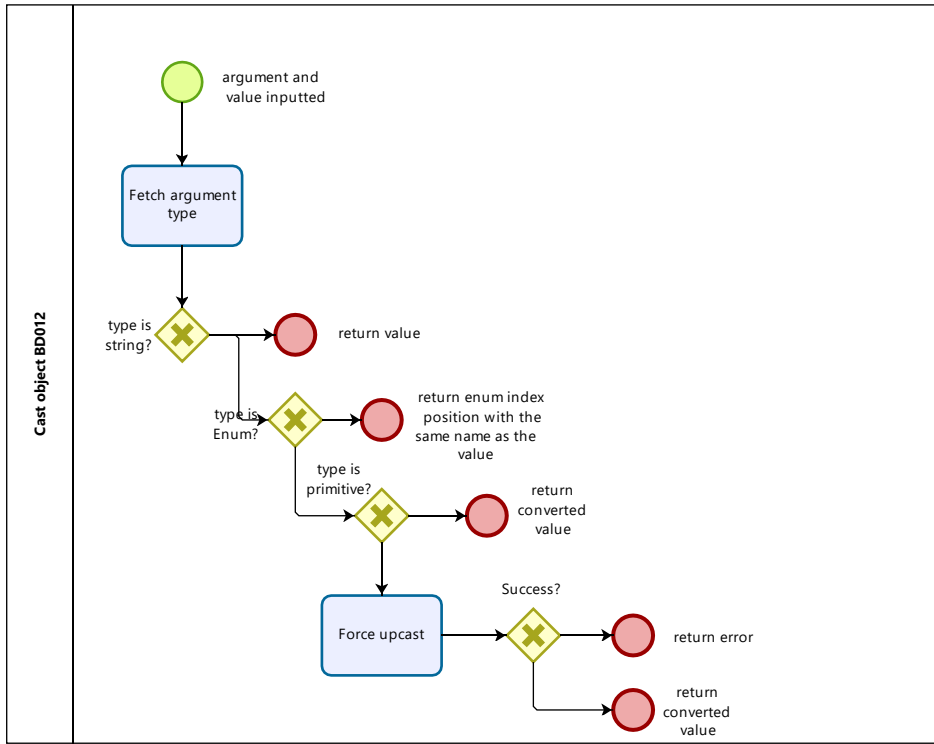 Cast object BD012
argument and
value inputted
Fetch argument
type
type is
string?
return value
type is
Enum?
return enum index
position with the
same name as the
value
type is
primitive?
return
converted
value
Force upcast
Success?
return error
return
converted
value